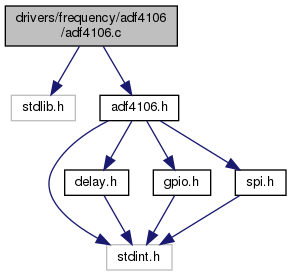 drivers/frequency/adf4106
/adf4106.c
stdlib.h
adf4106.h
delay.h
gpio.h
spi.h
stdint.h